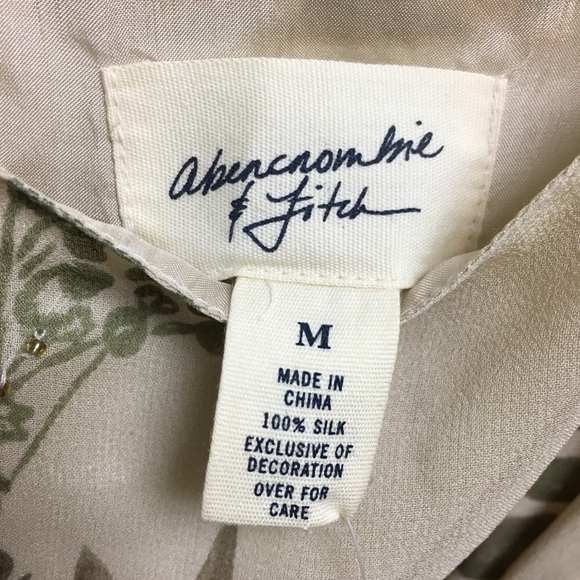 abercrombie
& Fitch
M
MADE IN
CHINA
100% SILK
EXCLUSIVE OF
DECORATION
OVER FOR
CARE